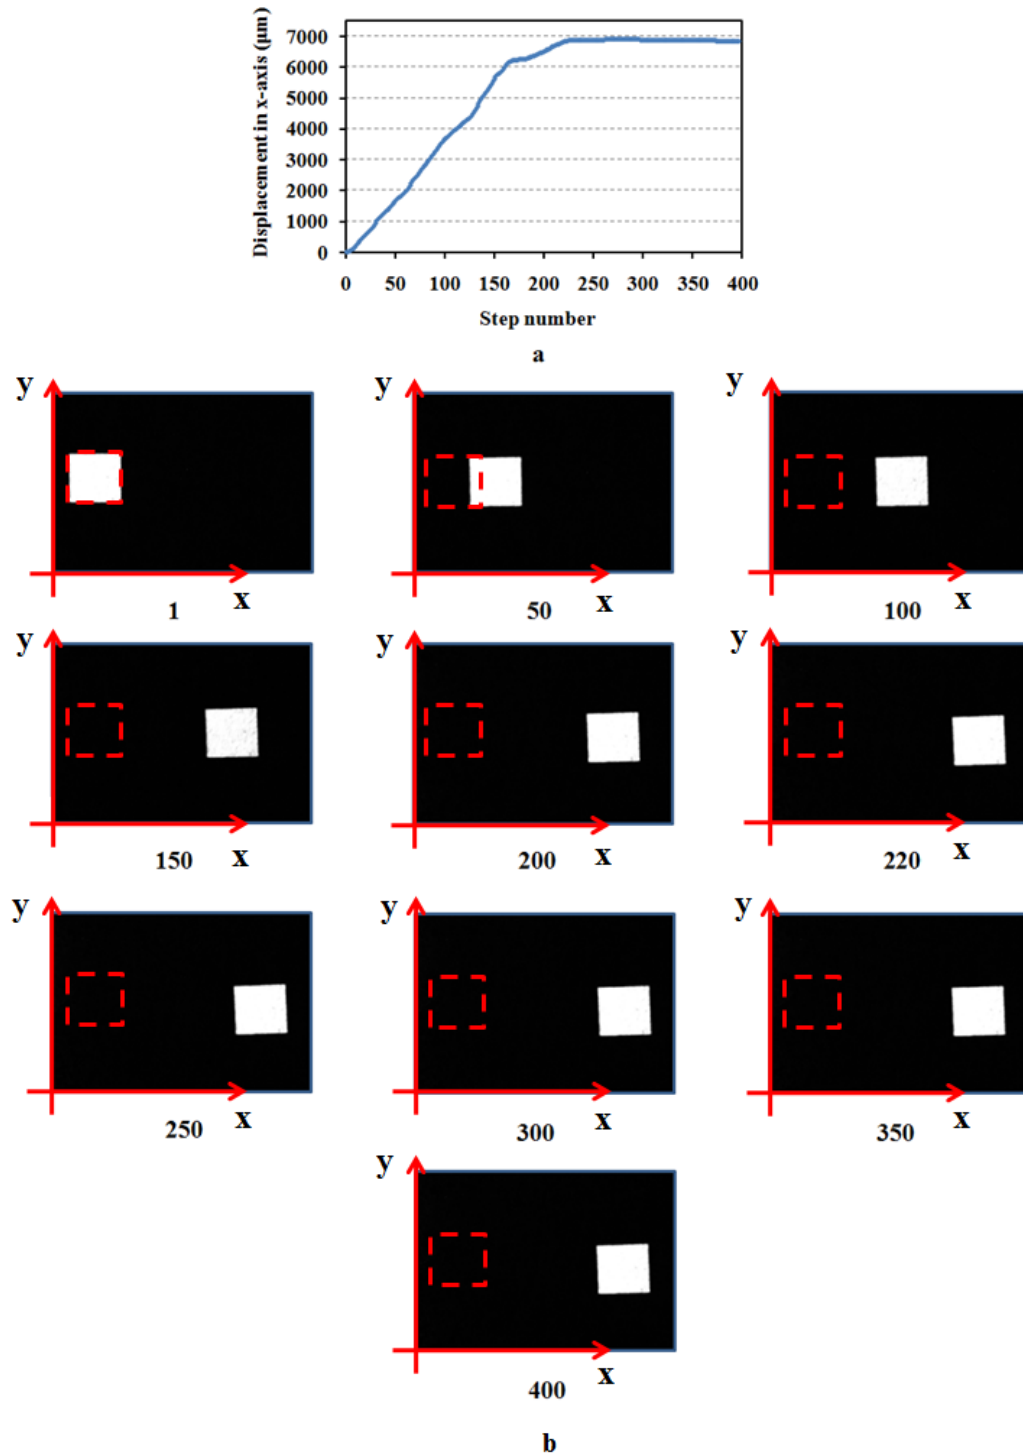 Displacement in x-axis (µm)
7000
6000
5000
4000
3000
2000
1000
0
0 50 100 150 200 250 300 350 400
Step number
a
y y y
x x x
1 50 100
y y y
x x x
150 200 220
y y y
x x x
250 300 350
y
x
400
b